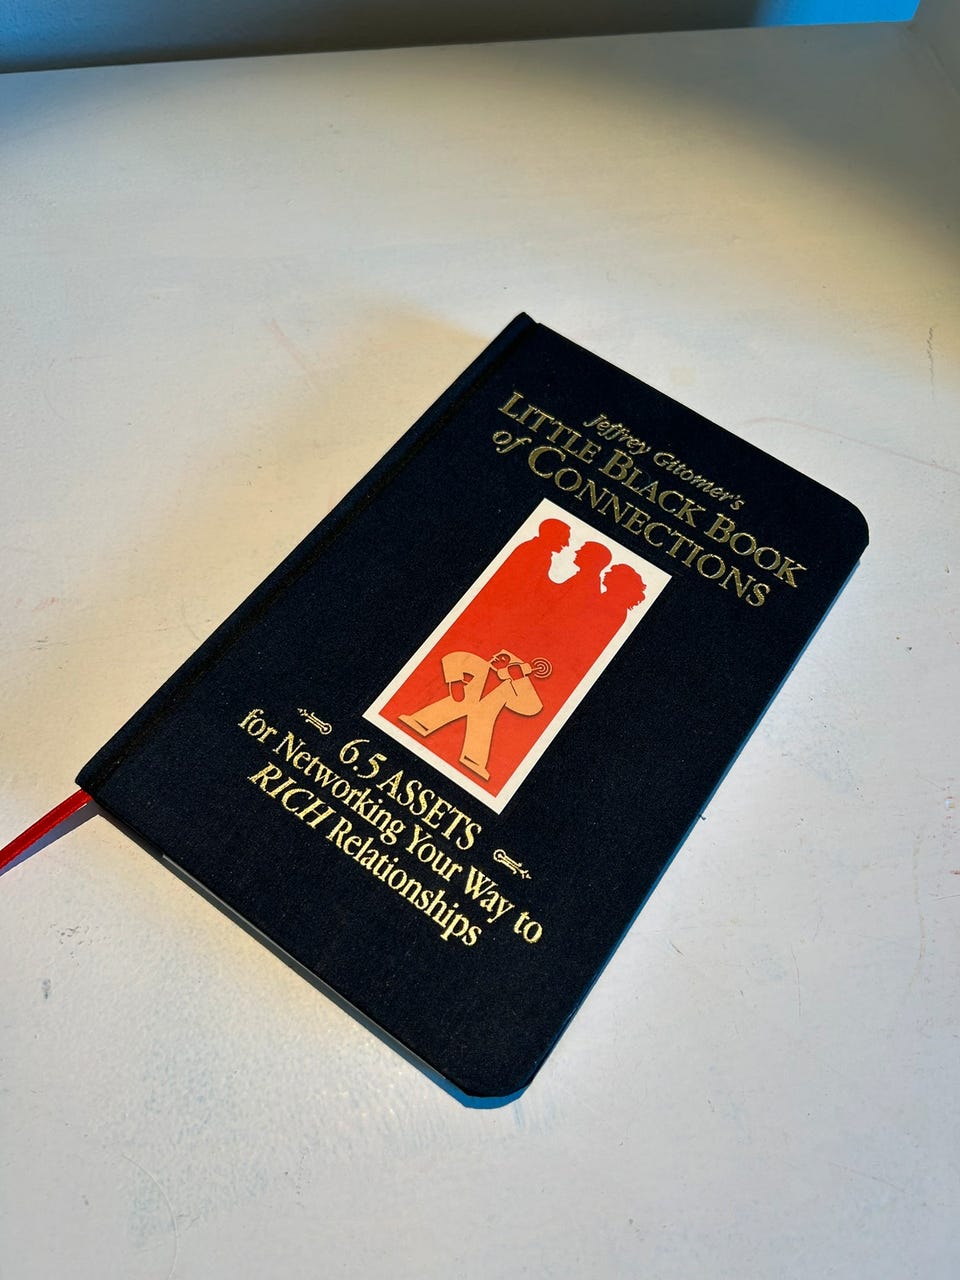 Jeffrey Gitomer's
LITTLE BLACK BOOK
of CONNECTIONS
6.5 ASSETS
for Networking Your Way to
RICH Relationships